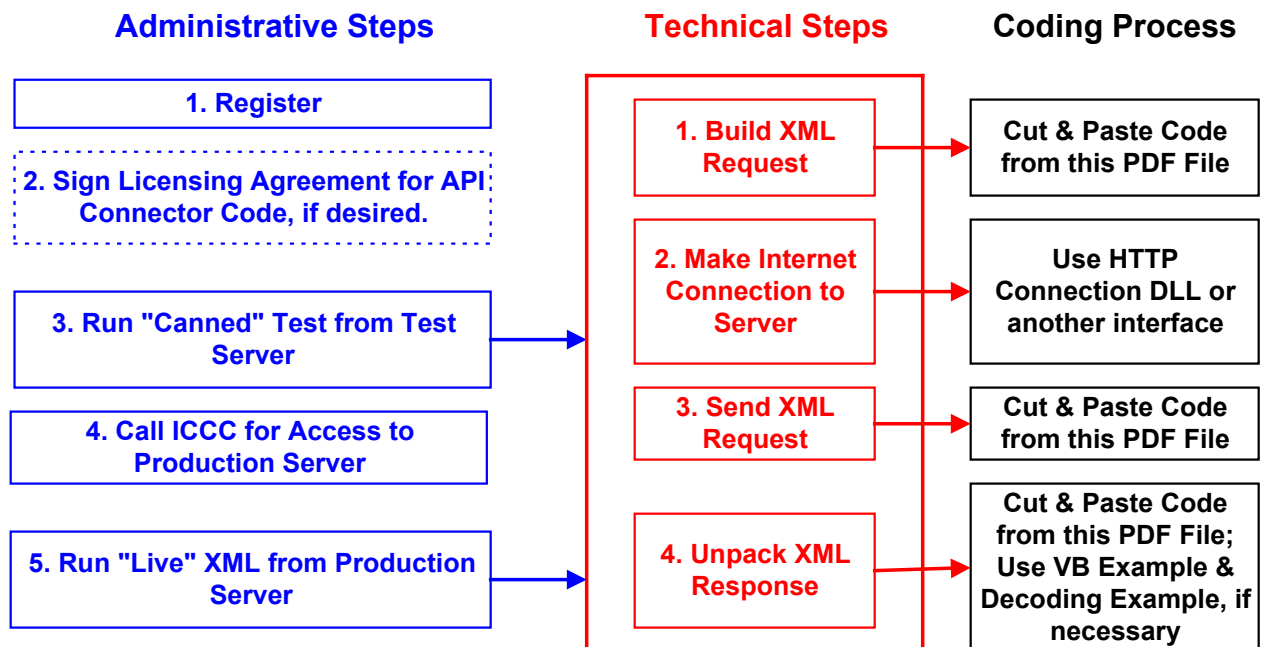 Administrative Steps
Technical Steps
Coding Process
1. Register
2. Sign Licensing Agreement for API
Connector Code, if desired.
3. Run "Canned" Test from Test
Server
4. Call ICCC for Access to
Production Server
5. Run "Live" XML from Production
Server
1. Build XML
Request
2. Make Internet
Connection to
Server
3. Send XML
Request
4. Unpack XML
Response
Cut & Paste Code
from this PDF File
Use HTTP
Connection DLL or
another interface
Cut & Paste Code
from this PDF File
Cut & Paste Code
from this PDF File;
Use VB Example &
Decoding Example, if
necessary